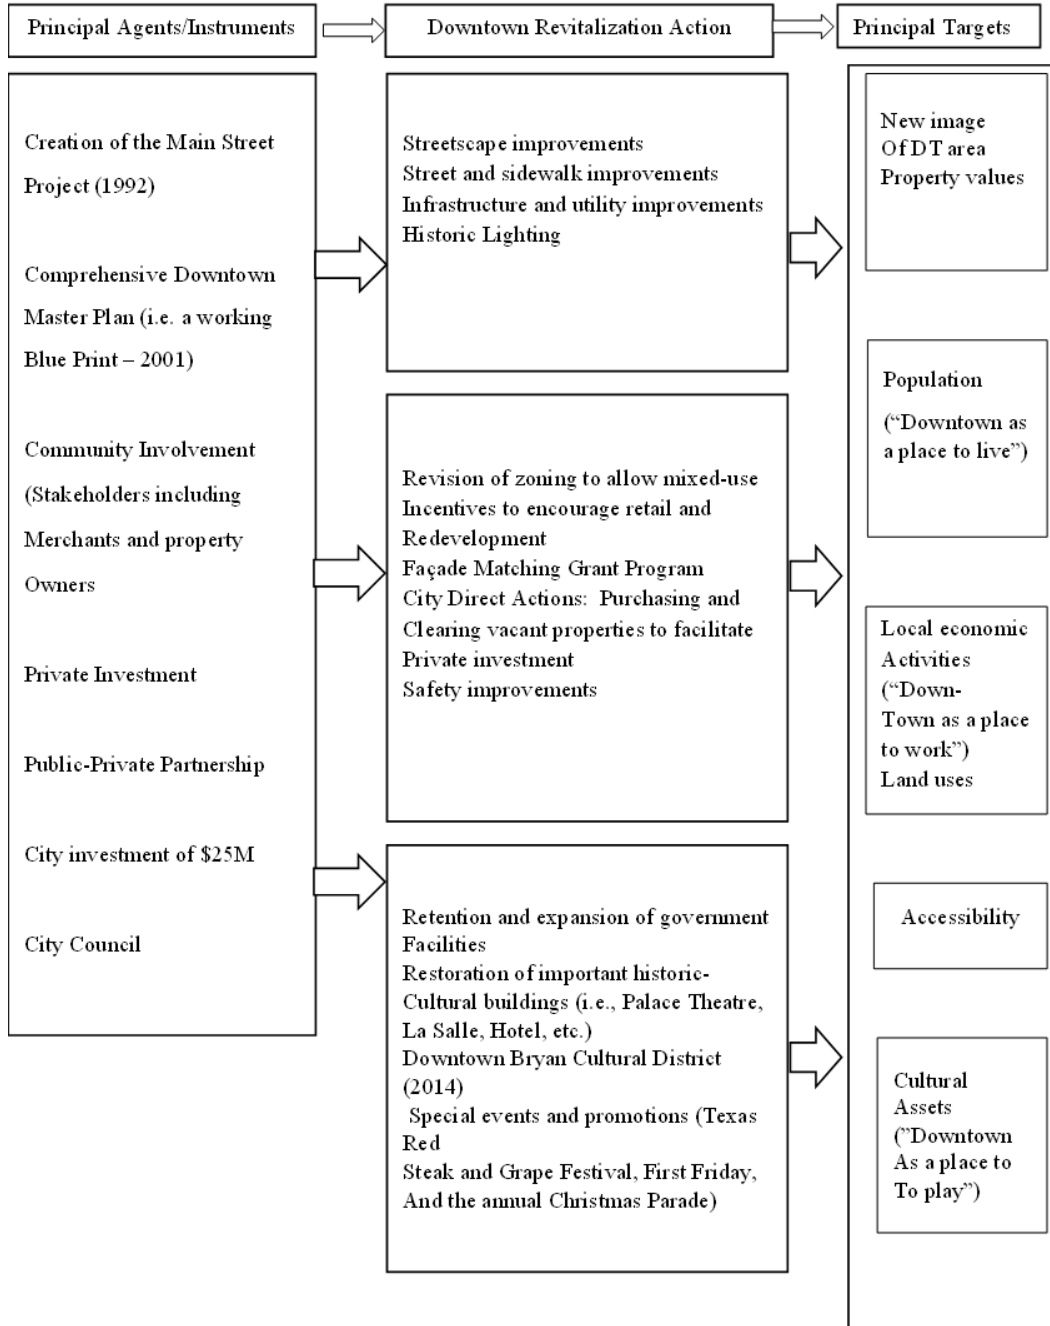 Principal Agents/Instruments
Downtown Revitalization Action
Principal Targets
Creation of the Main Street
Project (1992)
Comprehensive Downtown
Master Plan (i.e. a working
Blue Print – 2001)
Community Involvement
(Stakeholders including
Merchants and property
Owners
Private Investment
Public-Private Partnership
City investment of $25M
City Council
Streetscape improvements
Street and sidewalk improvements
Infrastructure and utility improvements
Historic Lighting
Revision of zoning to allow mixed-use
Incentives to encourage retail and
Redevelopment
Façade Matching Grant Program
City Direct Actions:  Purchasing and
Clearing vacant properties to facilitate
Private investment
Safety improvements
Retention and expansion of government
Facilities
Restoration of important historic-
Cultural buildings (i.e., Palace Theatre,
La Salle, Hotel, etc.)
Downtown Bryan Cultural District
(2014)
Special events and promotions (Texas
Red
Steak and Grape Festival, First Friday,
And the annual Christmas Parade)
New image
Of DT area
Property values
Population
(“Downtown as
a place to live”)
Local economic
Activities
(“Down-
Town as a place
to work”)
Land uses
Accessibility
Cultural
Assets
(”Downtown
As a place to
To play”)